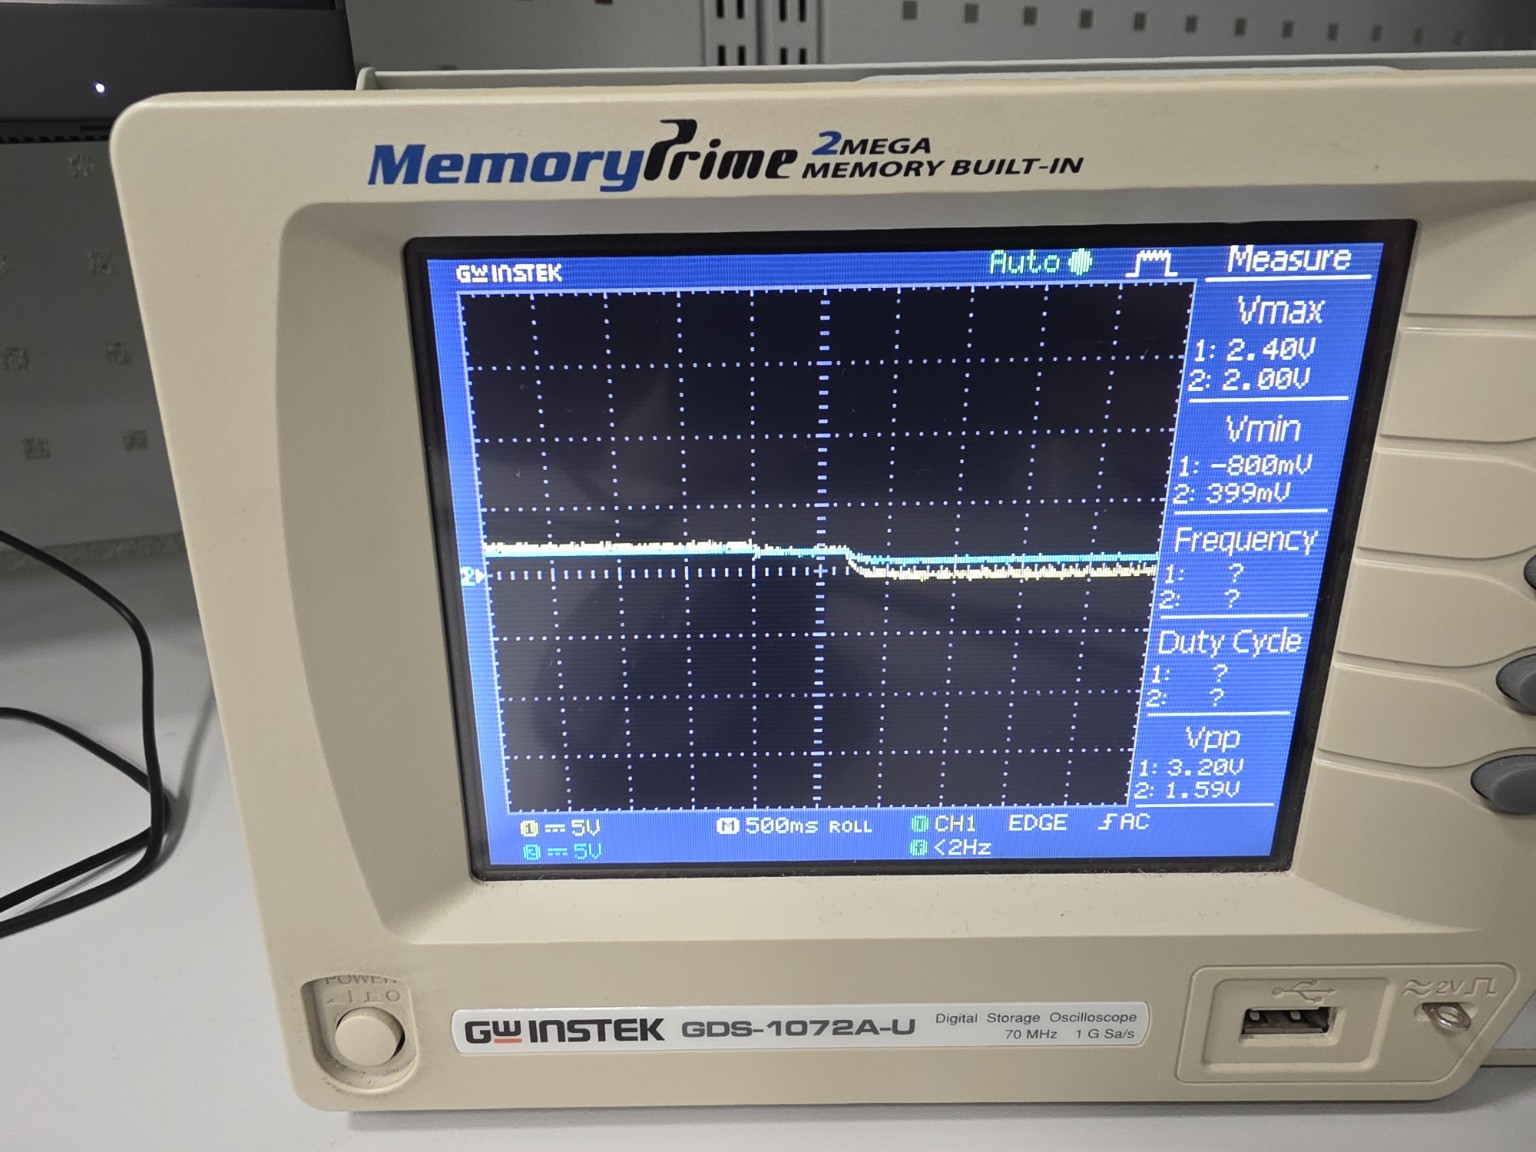 MemoryPrime 2MEGA
MEMORY BUILT-IN
GW INSTEK
Auto
Measure
Vmax
1: 2.40V
2: 2.00V
Vmin
1: -800mV
2: 399mV
Frequency
1: ?
2: ?
Duty Cycle
1: ?
2: ?
Vpp
1: 3.20V
2: 1.59V
2
1 5V
M 500ms ROLL
CH1 EDGE AC
2 5V
<2Hz
POWER
GW INSTEK GDS-1072A-U
Digital Storage Oscilloscope
70 MHz 1 G Sa/s
≈2V